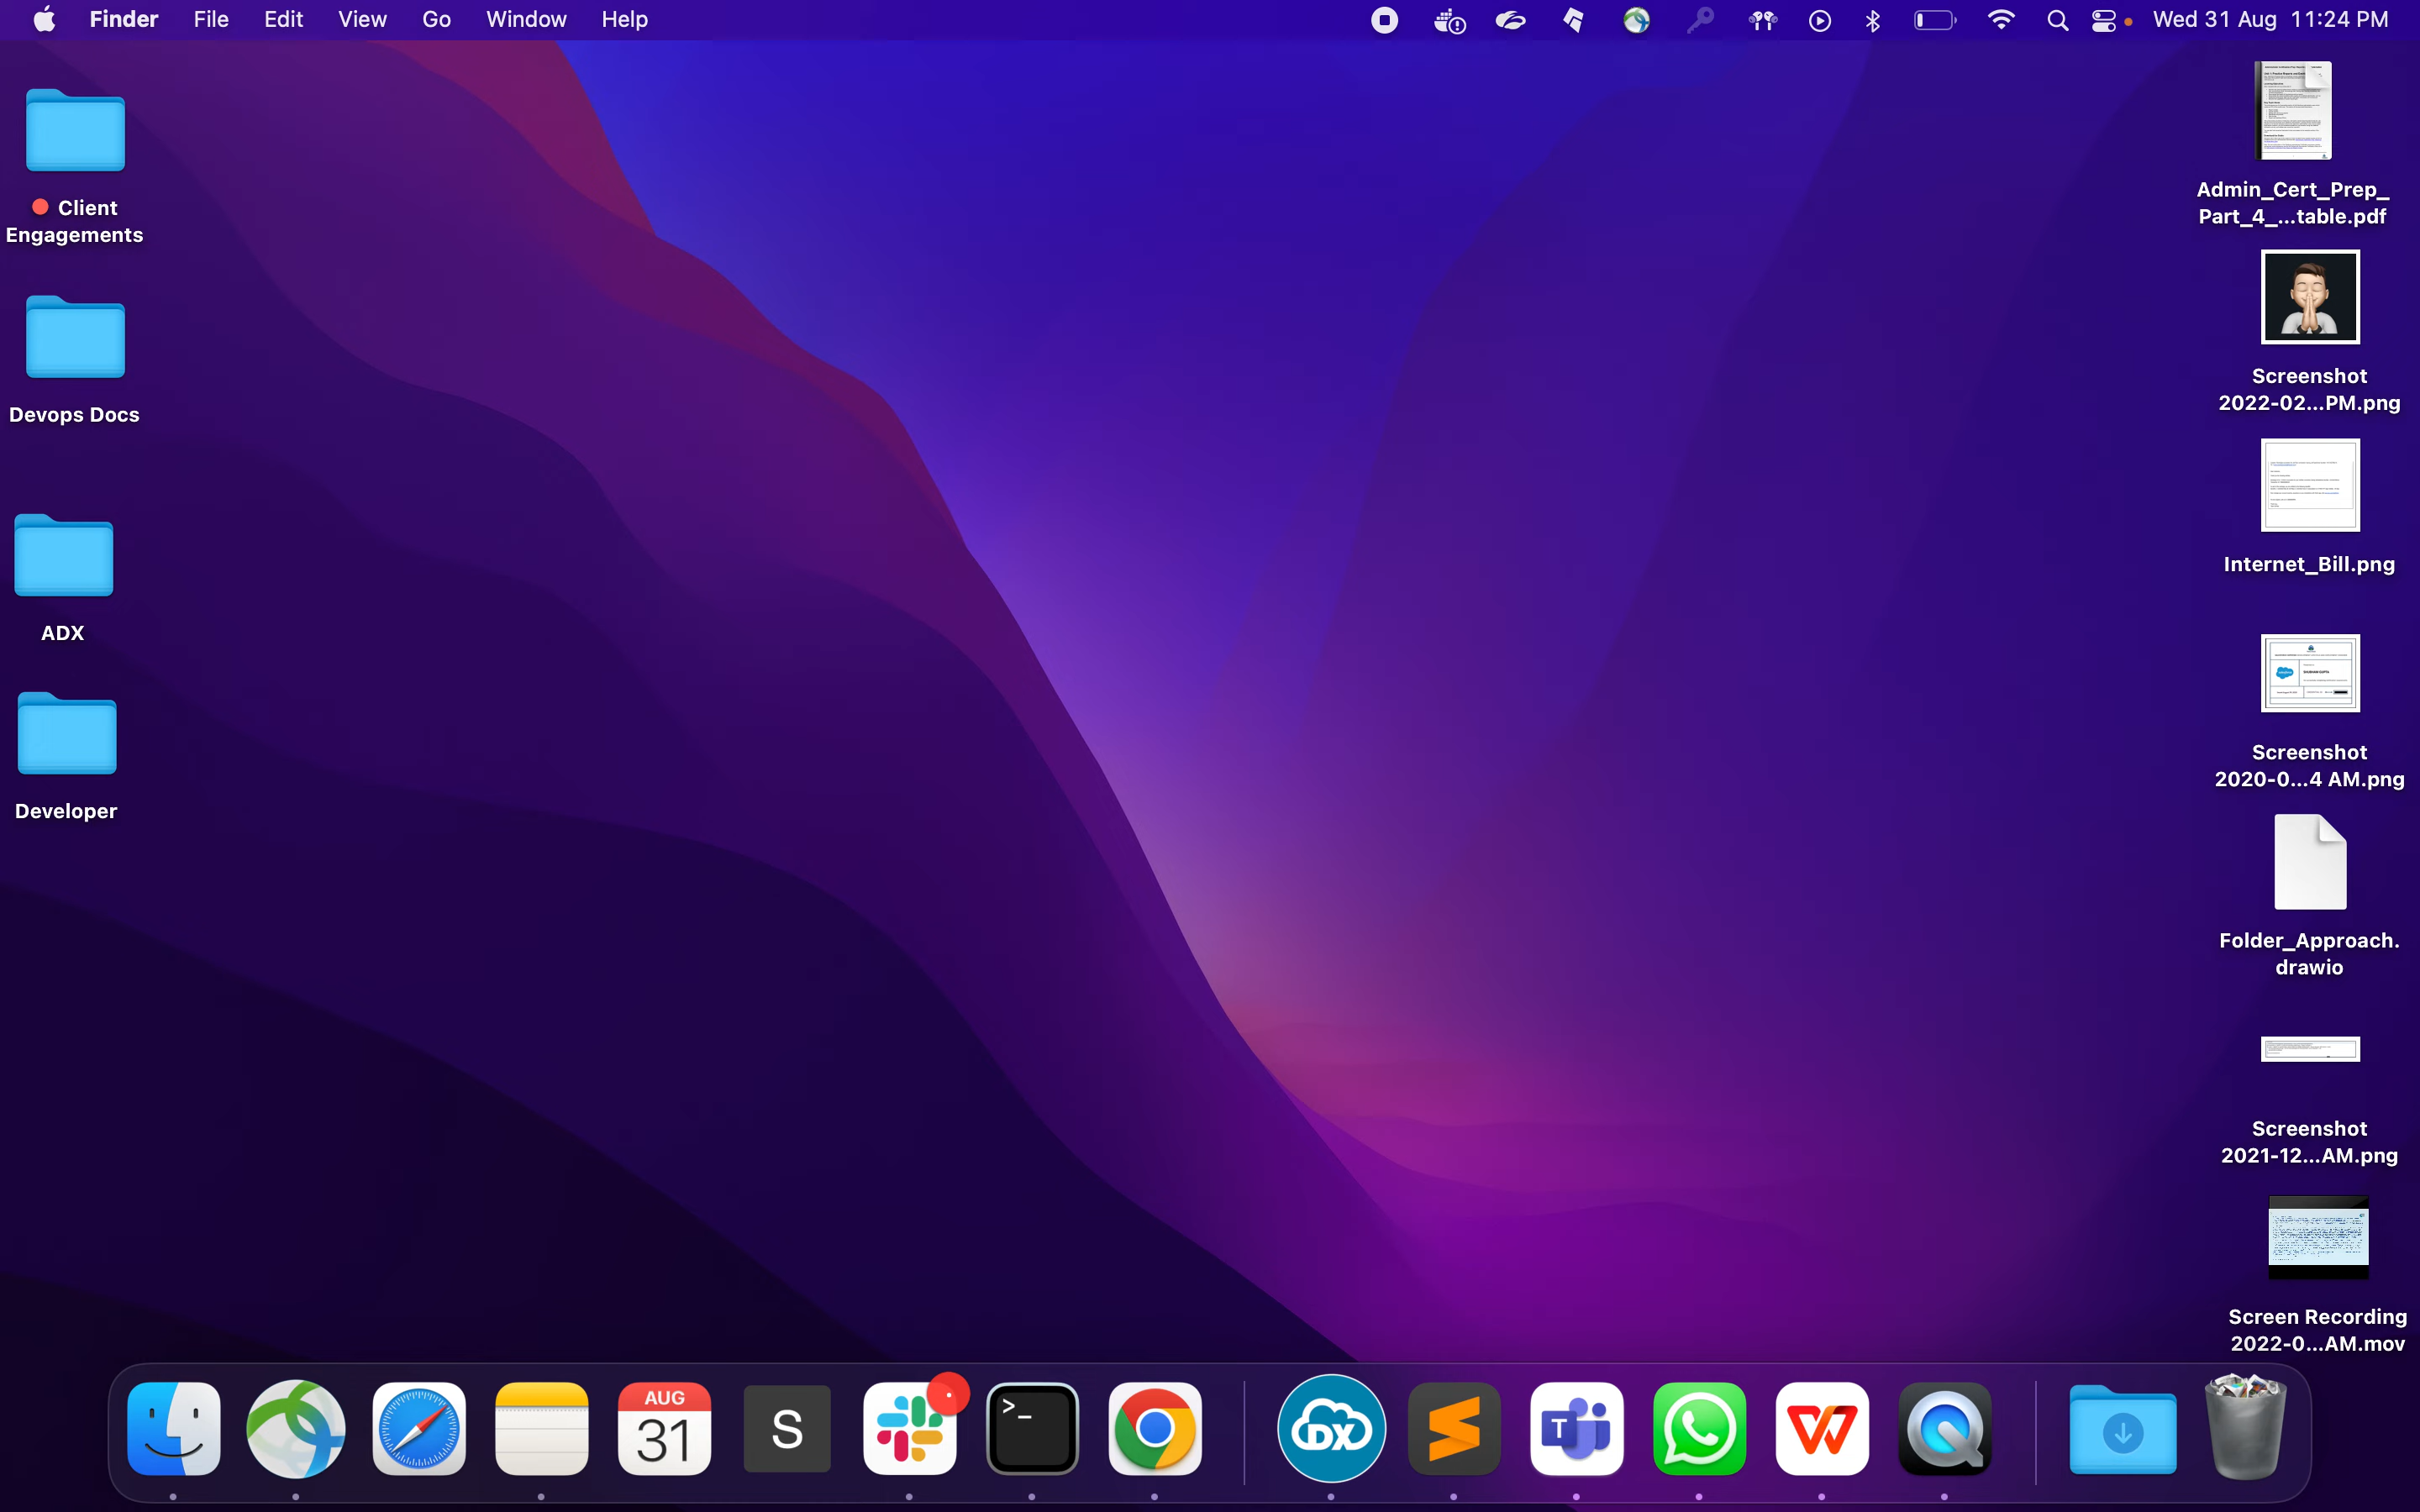 Finder File Edit View Go Window Help Wed 31 Aug 11:24 PM
Client
Engagements
Devops Docs
ADX
Developer
Admin_Cert_Prep_
Part_4_...table.pdf
Screenshot
2022-02...PM.png
Internet_Bill.png
Screenshot
2020-0...4 AM.png
Folder_Approach.
drawio
Screenshot
2021-12...AM.png
Screen Recording
2022-0...AM.mov
AUG
31
S
>_
DX
T
W